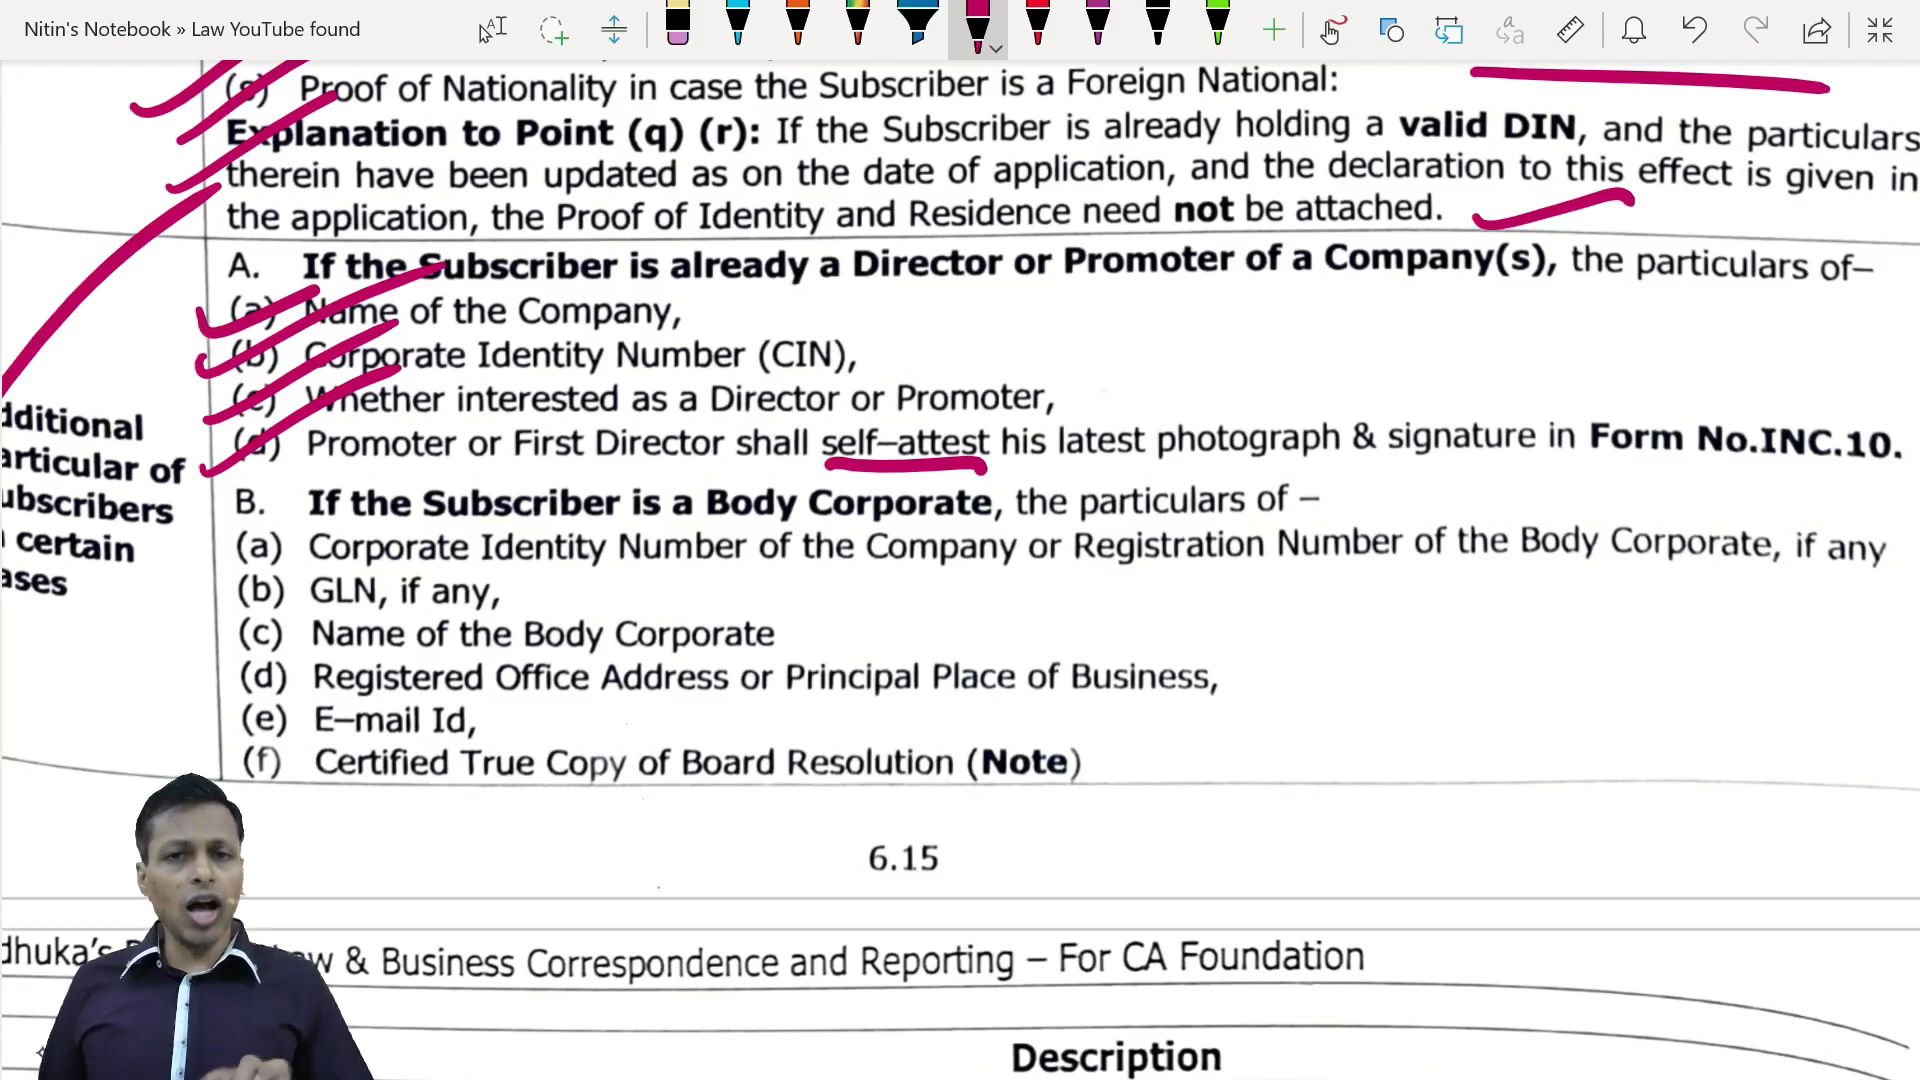 Nitin's Notebook » Law YouTube found
(s) Proof of Nationality in case the Subscriber is a Foreign National:
Explanation to Point (q) (r): If the Subscriber is already holding a valid DIN, and the particulars
therein have been updated as on the date of application, and the declaration to this effect is given in
the application, the Proof of Identity and Residence need not be attached.
A. If the Subscriber is already a Director or Promoter of a Company(s), the particulars of–
(a) Name of the Company,
(b) Corporate Identity Number (CIN),
(c) Whether interested as a Director or Promoter,
(d) Promoter or First Director shall self–attest his latest photograph & signature in Form No.INC.10.
dditional
articular of
ubscribers
certain
ases
B. If the Subscriber is a Body Corporate, the particulars of –
(a) Corporate Identity Number of the Company or Registration Number of the Body Corporate, if any
(b) GLN, if any,
(c) Name of the Body Corporate
(d) Registered Office Address or Principal Place of Business,
(e) E–mail Id,
(f) Certified True Copy of Board Resolution (Note)
6.15
dhuka's & Business Correspondence and Reporting – For CA Foundation
Description